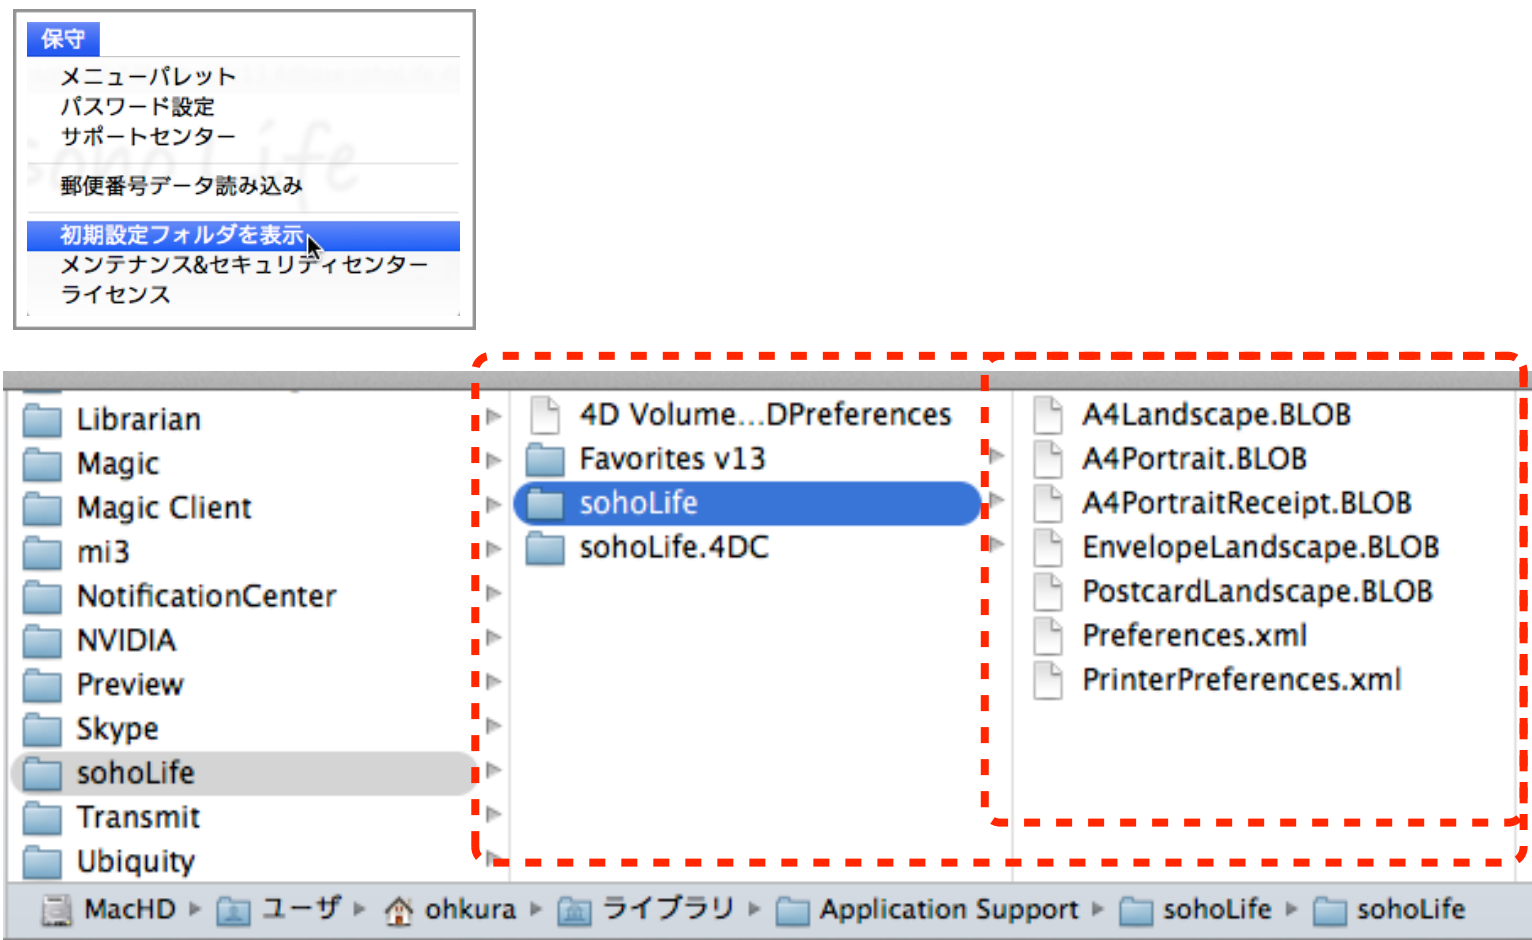 保守
メニューパレット
パスワード設定
サポートセンター
sohoLife
郵便番号データ読み込み
初期設定フォルダを表示
メンテナンス&セキュリティセンター
ライセンス
Librarian
Magic
Magic Client
mi3
NotificationCenter
NVIDIA
Preview
Skype
sohoLife
Transmit
Ubiquity
4D Volume...DPreferences
Favorites v13
sohoLife
sohoLife.4DC
A4Landscape.BLOB
A4Portrait.BLOB
A4PortraitReceipt.BLOB
EnvelopeLandscape.BLOB
PostcardLandscape.BLOB
Preferences.xml
PrinterPreferences.xml
MacHD ▸ ユーザ ▸ ohkura ▸ ライブラリ ▸ Application Support ▸ sohoLife ▸ sohoLife